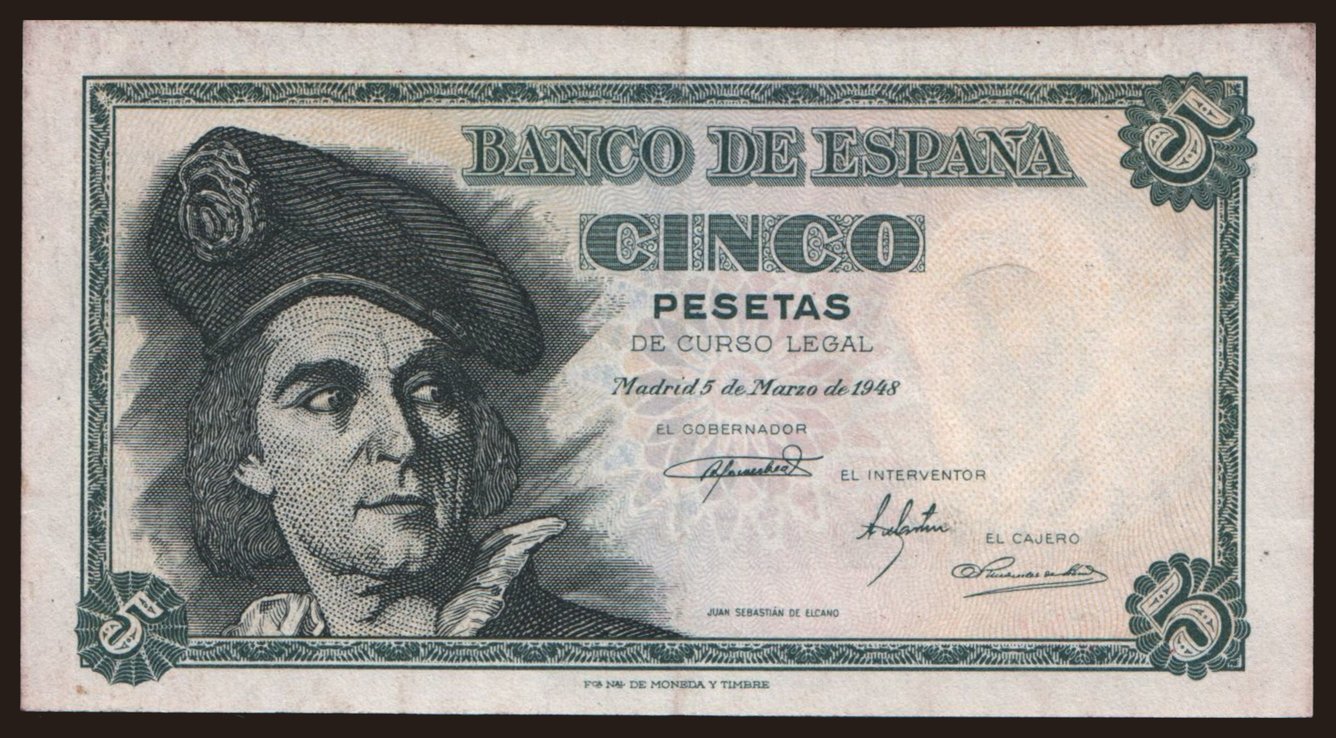 BANCO DE ESPAÑA
5
CINCO
PESETAS
DE CURSO LEGAL
Madrid 5 de Marzo de 1948
EL GOBERNADOR
EL INTERVENTOR
EL CAJERO
JUAN SEBASTIÁN DE ELCANO
5
5
Fca. Nal. DE MONEDA Y TIMBRE